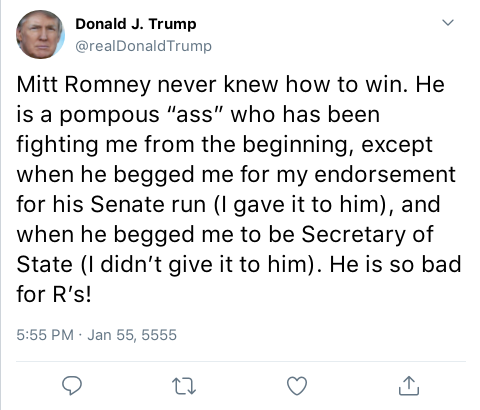 Donald J. Trump
@realDonaldTrump
Mitt Romney never knew how to win. He
is a pompous “ass” who has been
fighting me from the beginning, except
when he begged me for my endorsement
for his Senate run (I gave it to him), and
when he begged me to be Secretary of
State (I didn’t give it to him). He is so bad
for R’s!
5:55 PM · Jan 55, 5555